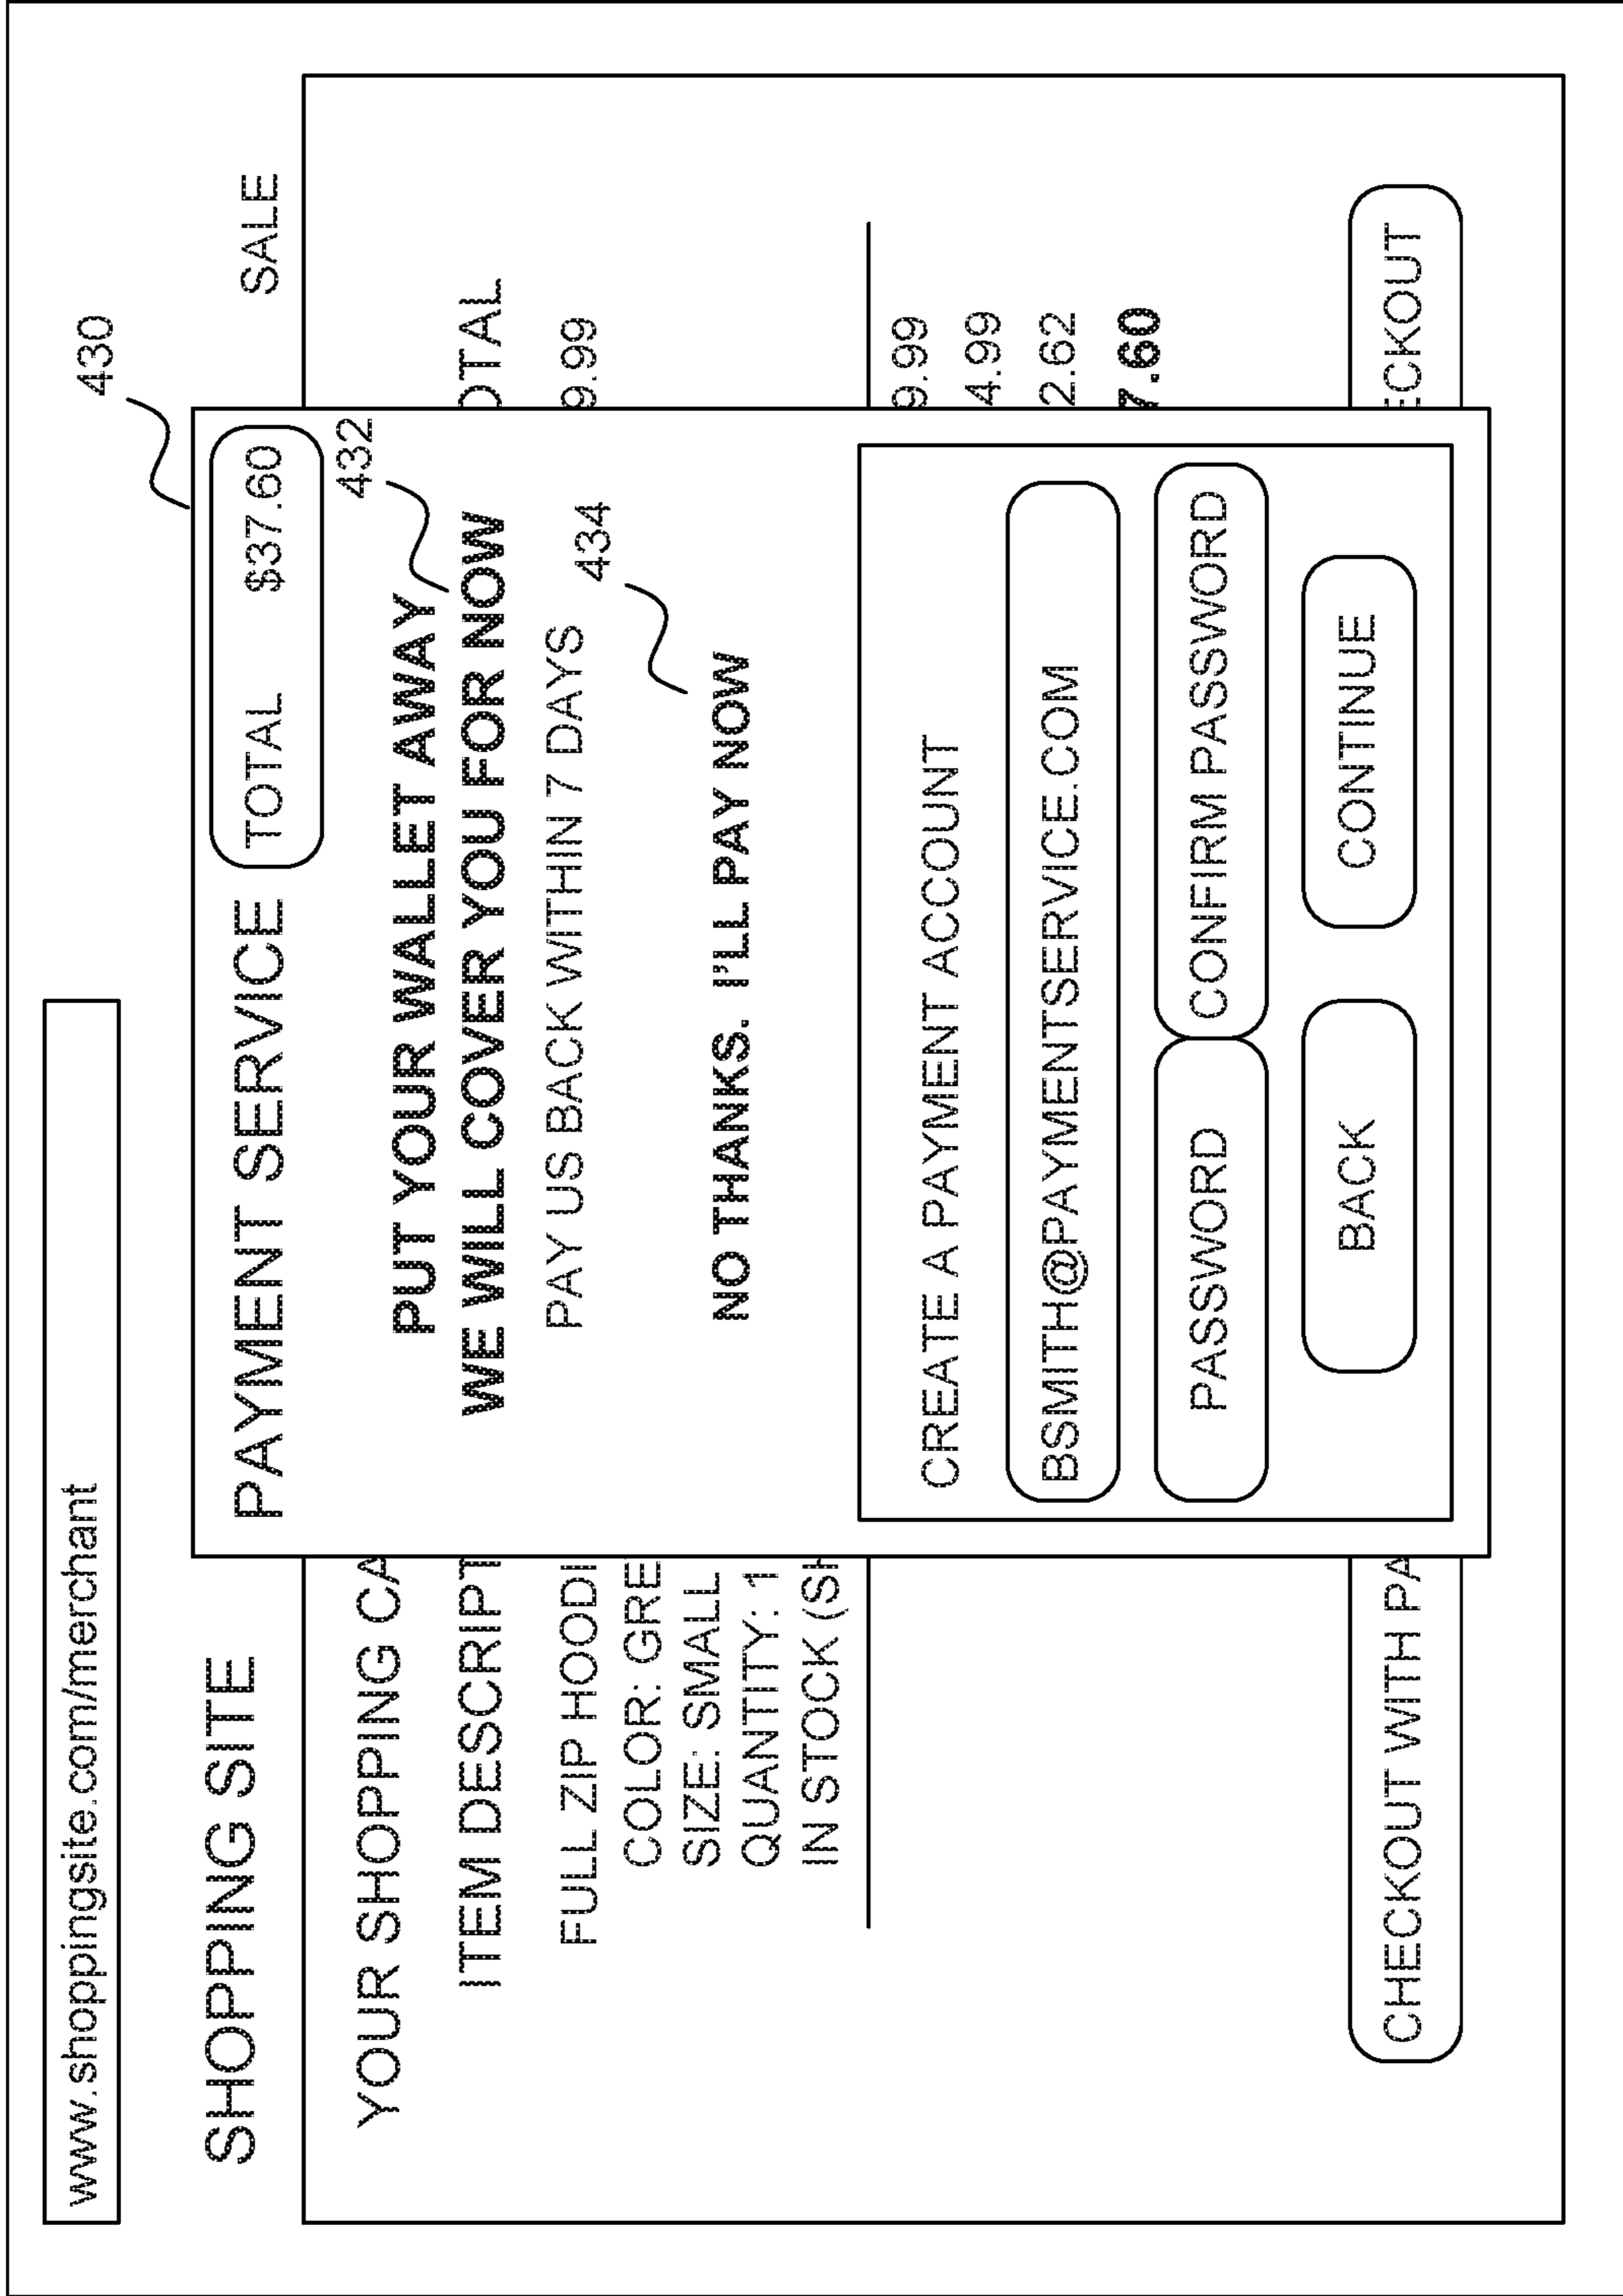 www.shoppingsite.com/merchant
430
SHOPPING SITE
SALE
PAYMENT SERVICE
TOTAL $37.60
432
PUT YOUR WALLET AWAY
WE WILL COVER YOU FOR NOW
PAY US BACK WITHIN 7 DAYS
434
NO THANKS. I'LL PAY NOW
CREATE A PAYMENT ACCOUNT
BSMITH@PAYMENTSERVICE.COM
PASSWORD CONFIRM PASSWORD
BACK CONTINUE
YOUR SHOPPING CA
ITEM DESCRIPT OTAL
FULL ZIP HOODI 9.99
COLOR: GRE
SIZE: SMALL
QUANTITY: 1
IN STOCK (SH
9.99
4.99
2.62
7.60
CHECKOUT WITH PA ECKOUT